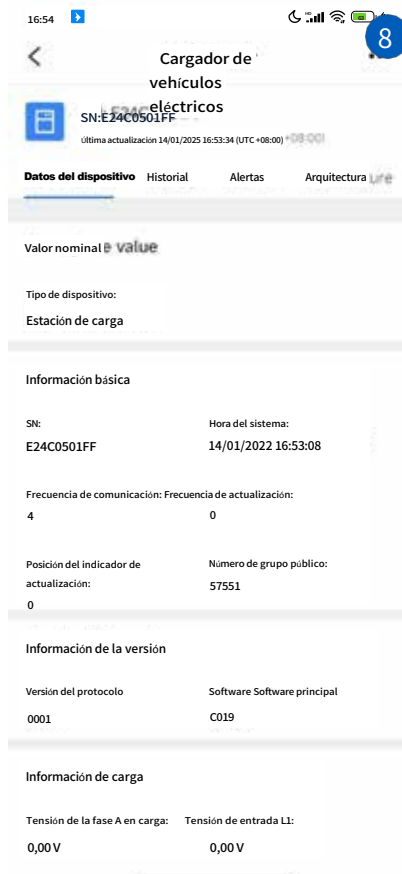 16:54
8
Cargador de
vehículos
eléctricos
SN:E24C0501FF
última actualización 14/01/2025 16:53:34 (UTC +08:00)
Datos del dispositivo Historial Alertas Arquitectura
Valor nominal value
Tipo de dispositivo:
Estación de carga
Información básica
SN: Hora del sistema:
E24C0501FF 14/01/2022 16:53:08
Frecuencia de comunicación: Frecuencia de actualización:
4 0
Posición del indicador de Número de grupo público:
actualización: 57551
0
Información de la versión
Versión del protocolo Software Software principal
0001 C019
Información de carga
Tensión de la fase A en carga: Tensión de entrada L1:
0,00 V 0,00 V